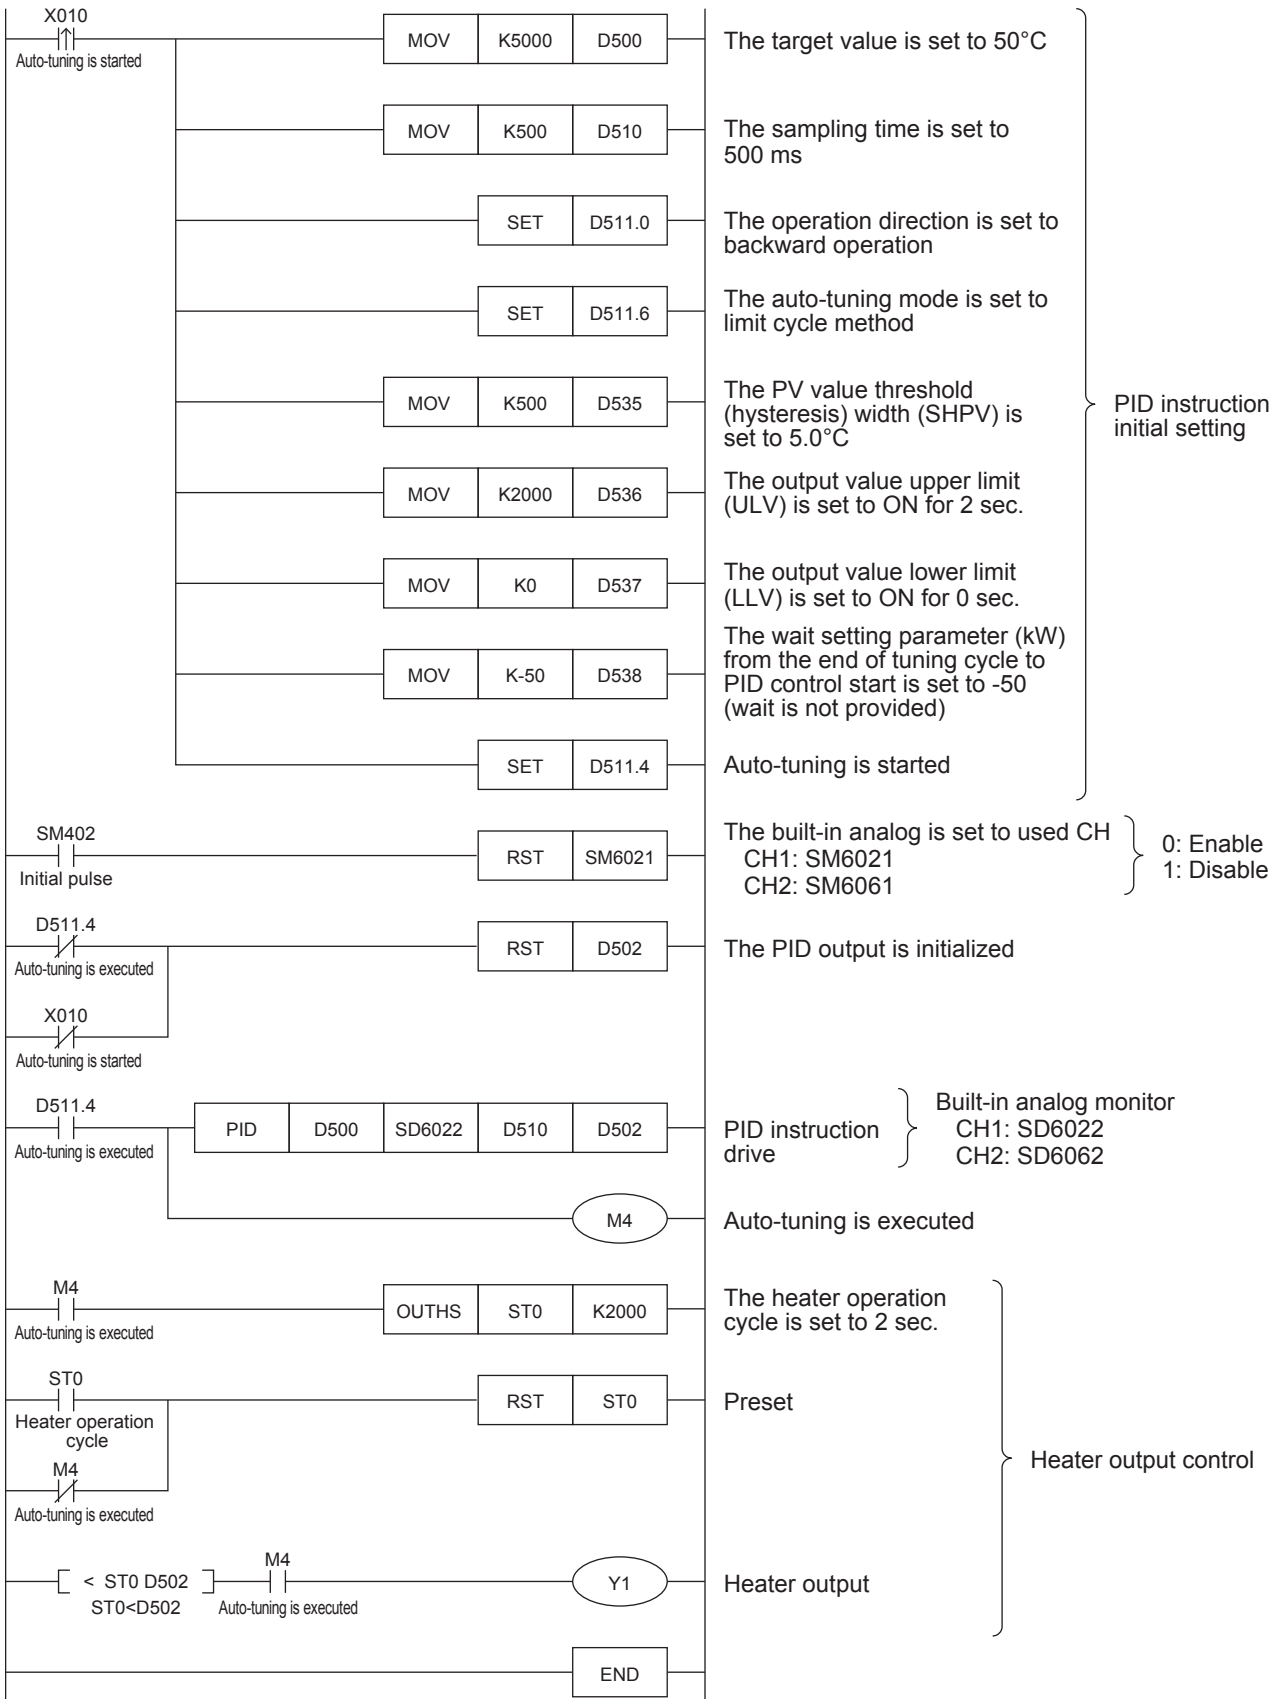 X010
Auto-tuning is started
MOV K5000 D500
The target value is set to 50°C
MOV K500 D510
The sampling time is set to
500 ms
SET D511.0
The operation direction is set to
backward operation
SET D511.6
The auto-tuning mode is set to
limit cycle method
MOV K500 D535
The PV value threshold
(hysteresis) width (SHPV) is
set to 5.0°C
PID instruction
initial setting
MOV K2000 D536
The output value upper limit
(ULV) is set to ON for 2 sec.
MOV K0 D537
The output value lower limit
(LLV) is set to ON for 0 sec.
MOV K-50 D538
The wait setting parameter (kW)
from the end of tuning cycle to
PID control start is set to -50
(wait is not provided)
SET D511.4
Auto-tuning is started
SM402
Initial pulse
RST SM6021
The built-in analog is set to used CH
CH1: SM6021
CH2: SM6061
0: Enable
1: Disable
D511.4
Auto-tuning is executed
RST D502
The PID output is initialized
X010
Auto-tuning is started
D511.4
Auto-tuning is executed
PID D500 SD6022 D510 D502
PID instruction
drive
Built-in analog monitor
CH1: SD6022
CH2: SD6062
M4
Auto-tuning is executed
M4
Auto-tuning is executed
OUTHS ST0 K2000
The heater operation
cycle is set to 2 sec.
ST0
Heater operation
cycle
RST ST0
Preset
M4
Auto-tuning is executed
Heater output control
< ST0 D502
ST0<D502
M4
Auto-tuning is executed
Y1
Heater output
END